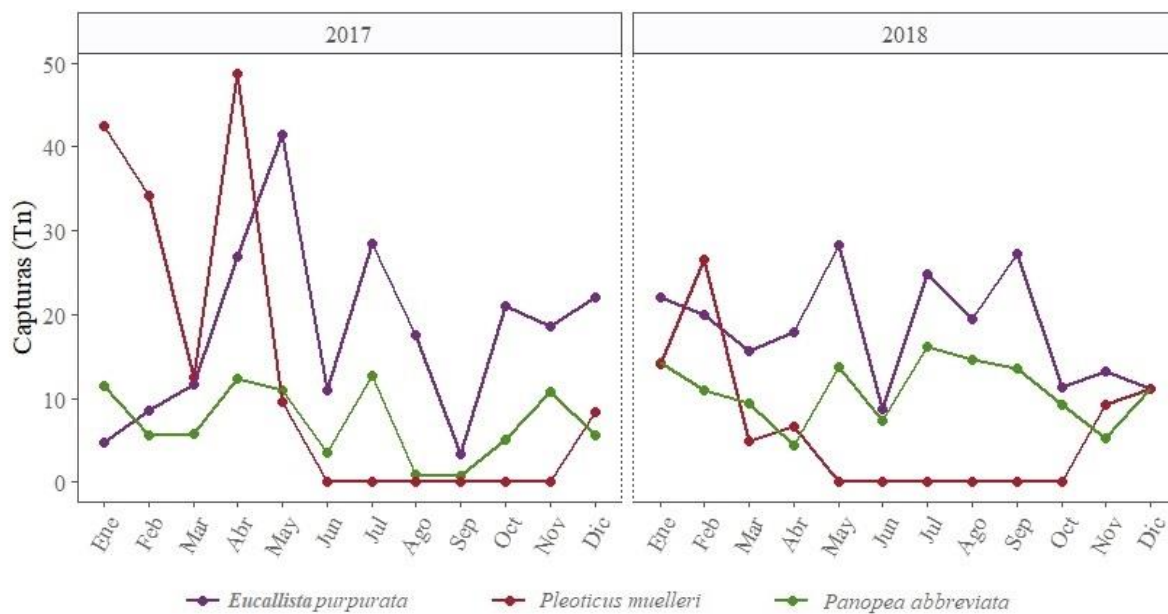 2017 2018
Capturas (Tn)
50
40
30
20
10
0
Ene Feb Mar Abr May Jun Jul Ago Sep Oct Nov Dic Ene Feb Mar Abr May Jun Jul Ago Sep Oct Nov Dic
Eucallista purpurata Pleoticus muelleri Panopea abbreviata